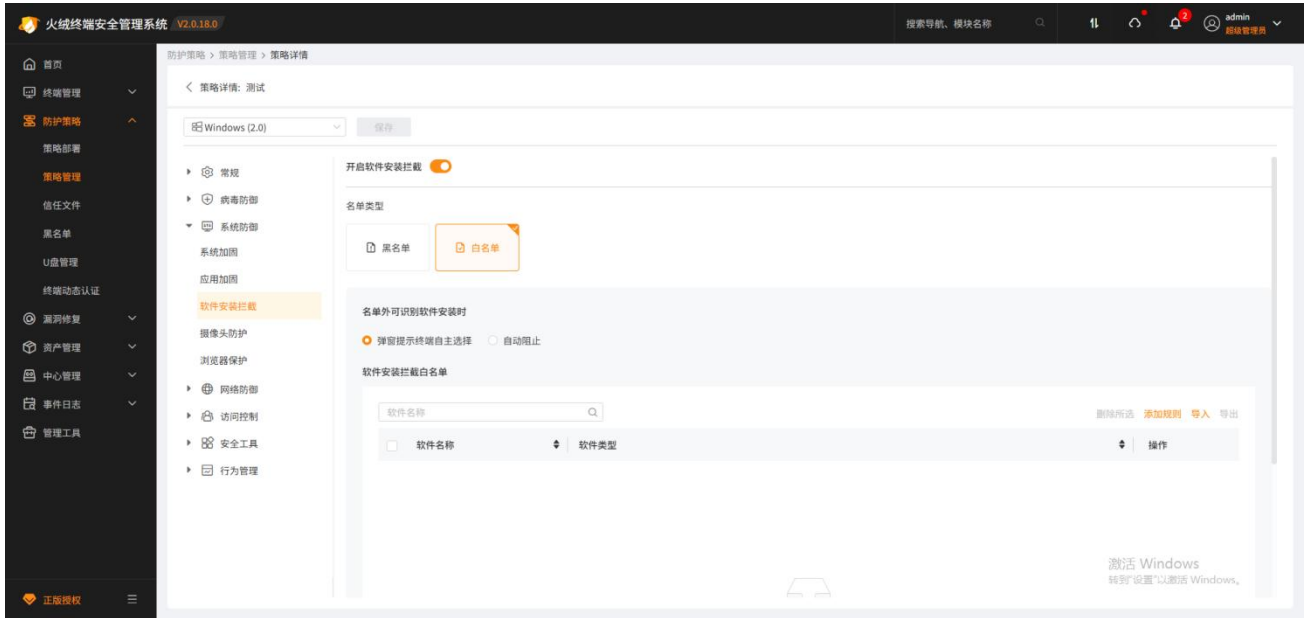 火绒终端安全管理系统 V2.0.18.0
搜索导航、模块名称
2
admin
超级管理员
首页
终端管理
防护策略
策略部署
策略管理
信任文件
黑名单
U盘管理
终端动态认证
漏洞修复
资产管理
中心管理
事件日志
管理工具
正版授权
防护策略 > 策略管理 > 策略详情
策略详情: 测试
Windows (2.0)
保存
常规
病毒防御
系统防御
系统加固
应用加固
软件安装拦截
摄像头防护
浏览器保护
网络防御
访问控制
安全工具
行为管理
开启软件安装拦截
名单类型
黑名单 白名单
名单外可识别软件安装时
弹窗提示终端自主选择 自动阻止
软件安装拦截白名单
软件名称
删除所选 添加规则 导入 导出
软件名称 软件类型 操作
激活 Windows
转到"设置"以激活 Windows。